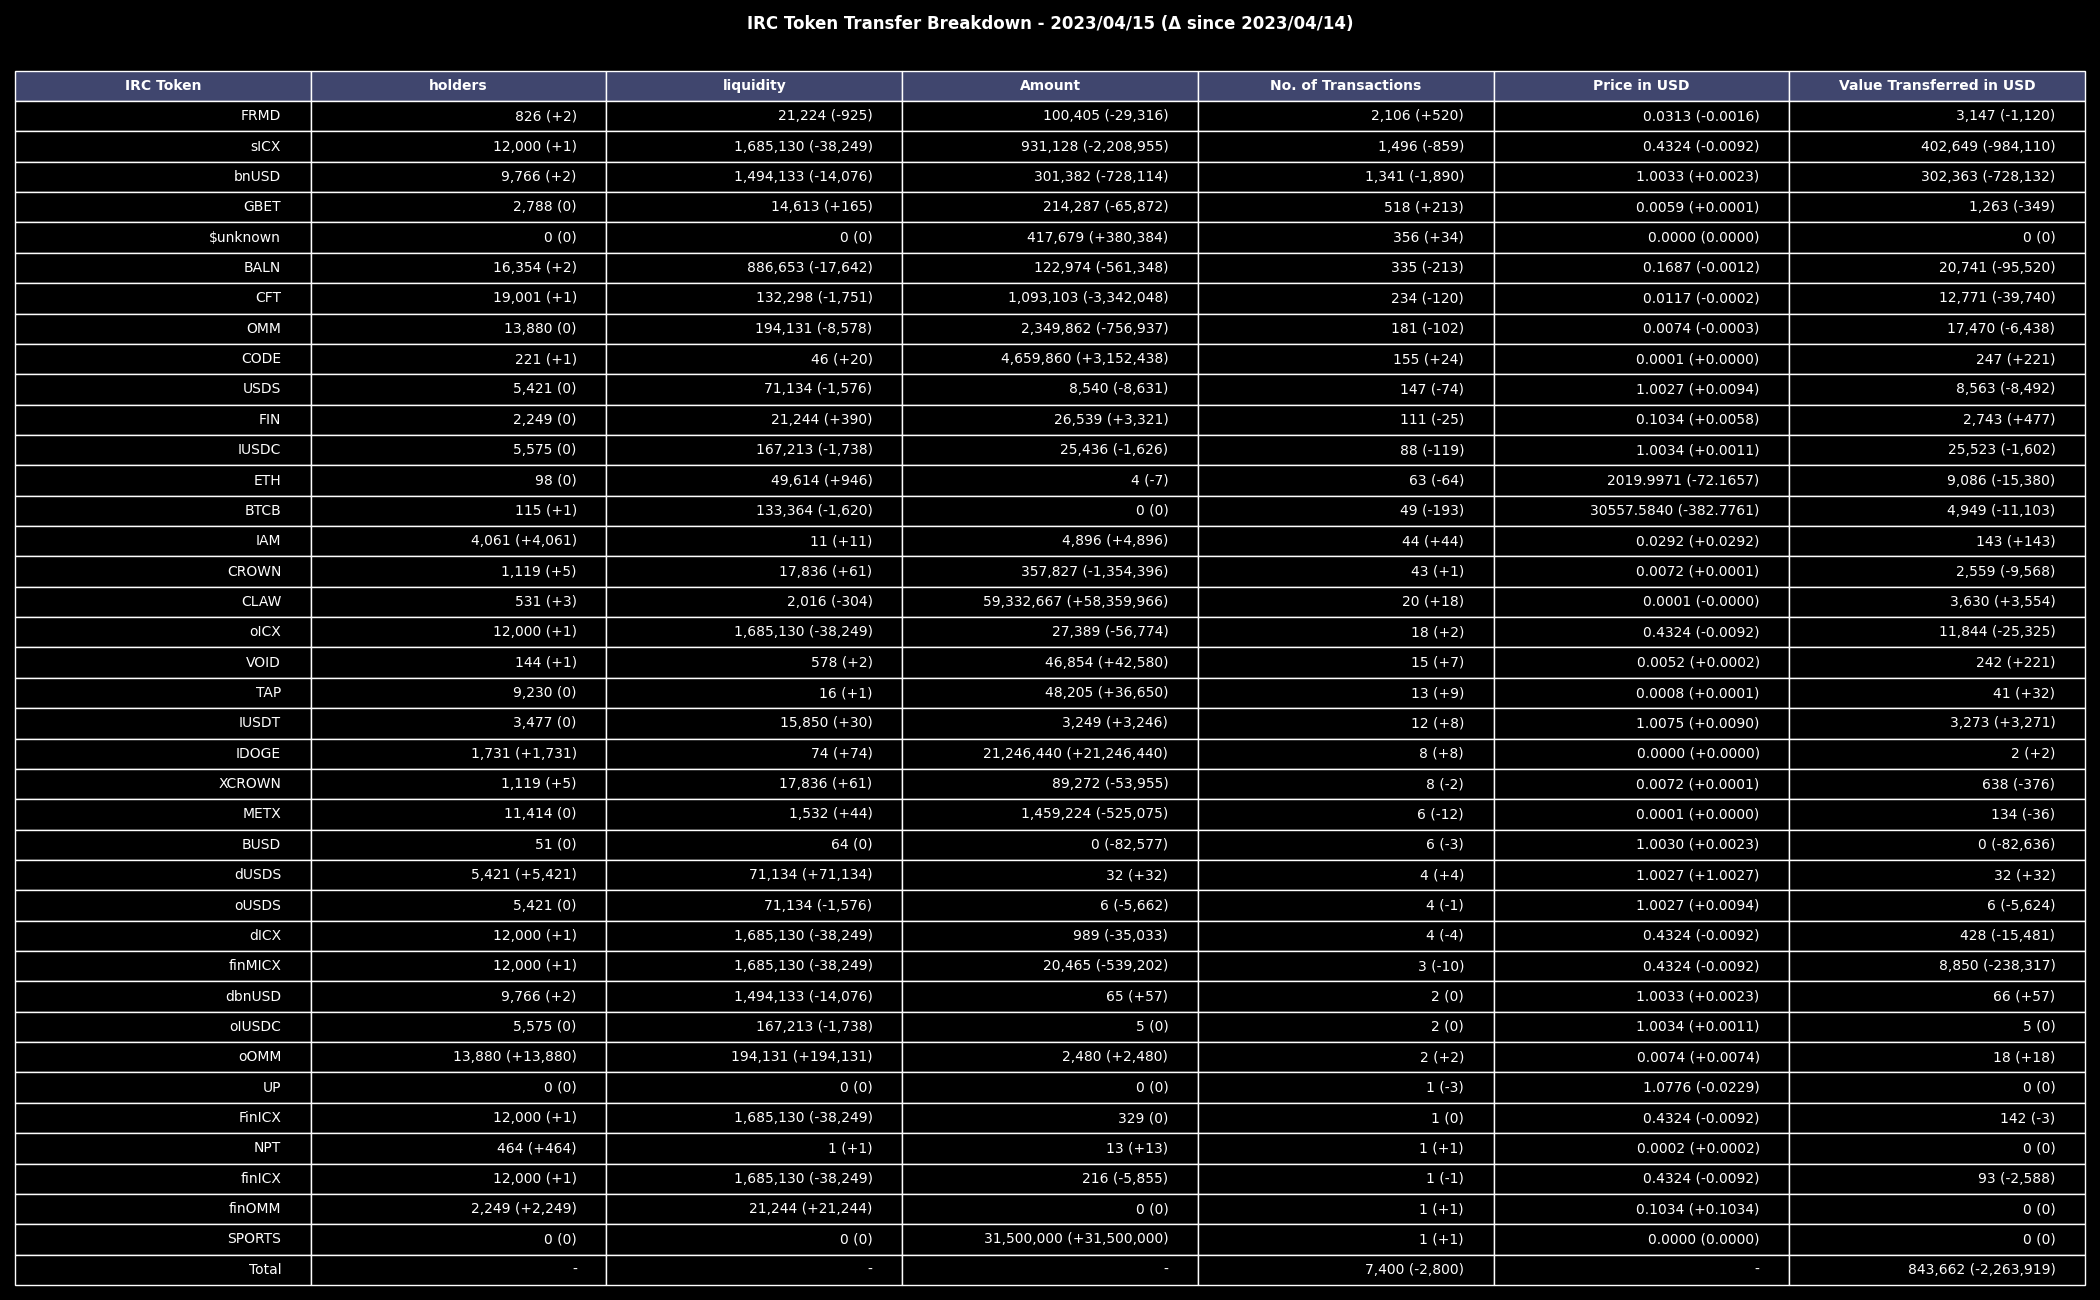 IRC Token Transfer Breakdown - 2023/04/15 (Δ since 2023/04/14)
IRC Token holders liquidity Amount No. of Transactions Price in USD Value Transferred in USD
FRMD 826 (+2) 21,224 (-925) 100,405 (-29,316) 2,106 (+520) 0.0313 (-0.0016) 3,147 (-1,120)
sICX 12,000 (+1) 1,685,130 (-38,249) 931,128 (-2,208,955) 1,496 (-859) 0.4324 (-0.0092) 402,649 (-984,110)
bnUSD 9,766 (+2) 1,494,133 (-14,076) 301,382 (-728,114) 1,341 (-1,890) 1.0033 (+0.0023) 302,363 (-728,132)
GBET 2,788 (0) 14,613 (+165) 214,287 (-65,872) 518 (+213) 0.0059 (+0.0001) 1,263 (-349)
$unknown 0 (0) 0 (0) 417,679 (+380,384) 356 (+34) 0.0000 (0.0000) 0 (0)
BALN 16,354 (+2) 886,653 (-17,642) 122,974 (-561,348) 335 (-213) 0.1687 (-0.0012) 20,741 (-95,520)
CFT 19,001 (+1) 132,298 (-1,751) 1,093,103 (-3,342,048) 234 (-120) 0.0117 (-0.0002) 12,771 (-39,740)
OMM 13,880 (0) 194,131 (-8,578) 2,349,862 (-756,937) 181 (-102) 0.0074 (-0.0003) 17,470 (-6,438)
CODE 221 (+1) 46 (+20) 4,659,860 (+3,152,438) 155 (+24) 0.0001 (+0.0000) 247 (+221)
USDS 5,421 (0) 71,134 (-1,576) 8,540 (-8,631) 147 (-74) 1.0027 (+0.0094) 8,563 (-8,492)
FIN 2,249 (0) 21,244 (+390) 26,539 (+3,321) 111 (-25) 0.1034 (+0.0058) 2,743 (+477)
IUSDC 5,575 (0) 167,213 (-1,738) 25,436 (-1,626) 88 (-119) 1.0034 (+0.0011) 25,523 (-1,602)
ETH 98 (0) 49,614 (+946) 4 (-7) 63 (-64) 2019.9971 (-72.1657) 9,086 (-15,380)
BTCB 115 (+1) 133,364 (-1,620) 0 (0) 49 (-193) 30557.5840 (-382.7761) 4,949 (-11,103)
IAM 4,061 (+4,061) 11 (+11) 4,896 (+4,896) 44 (+44) 0.0292 (+0.0292) 143 (+143)
CROWN 1,119 (+5) 17,836 (+61) 357,827 (-1,354,396) 43 (+1) 0.0072 (+0.0001) 2,559 (-9,568)
CLAW 531 (+3) 2,016 (-304) 59,332,667 (+58,359,966) 20 (+18) 0.0001 (-0.0000) 3,630 (+3,554)
oICX 12,000 (+1) 1,685,130 (-38,249) 27,389 (-56,774) 18 (+2) 0.4324 (-0.0092) 11,844 (-25,325)
VOID 144 (+1) 578 (+2) 46,854 (+42,580) 15 (+7) 0.0052 (+0.0002) 242 (+221)
TAP 9,230 (0) 16 (+1) 48,205 (+36,650) 13 (+9) 0.0008 (+0.0001) 41 (+32)
IUSDT 3,477 (0) 15,850 (+30) 3,249 (+3,246) 12 (+8) 1.0075 (+0.0090) 3,273 (+3,271)
IDOGE 1,731 (+1,731) 74 (+74) 21,246,440 (+21,246,440) 8 (+8) 0.0000 (+0.0000) 2 (+2)
XCROWN 1,119 (+5) 17,836 (+61) 89,272 (-53,955) 8 (-2) 0.0072 (+0.0001) 638 (-376)
METX 11,414 (0) 1,532 (+44) 1,459,224 (-525,075) 6 (-12) 0.0001 (+0.0000) 134 (-36)
BUSD 51 (0) 64 (0) 0 (-82,577) 6 (-3) 1.0030 (+0.0023) 0 (-82,636)
dUSDS 5,421 (+5,421) 71,134 (+71,134) 32 (+32) 4 (+4) 1.0027 (+1.0027) 32 (+32)
oUSDS 5,421 (0) 71,134 (-1,576) 6 (-5,662) 4 (-1) 1.0027 (+0.0094) 6 (-5,624)
dICX 12,000 (+1) 1,685,130 (-38,249) 989 (-35,033) 4 (-4) 0.4324 (-0.0092) 428 (-15,481)
finMICX 12,000 (+1) 1,685,130 (-38,249) 20,465 (-539,202) 3 (-10) 0.4324 (-0.0092) 8,850 (-238,317)
dbnUSD 9,766 (+2) 1,494,133 (-14,076) 65 (+57) 2 (0) 1.0033 (+0.0023) 66 (+57)
oIUSDC 5,575 (0) 167,213 (-1,738) 5 (0) 2 (0) 1.0034 (+0.0011) 5 (0)
oOMM 13,880 (+13,880) 194,131 (+194,131) 2,480 (+2,480) 2 (+2) 0.0074 (+0.0074) 18 (+18)
UP 0 (0) 0 (0) 0 (0) 1 (-3) 1.0776 (-0.0229) 0 (0)
FinICX 12,000 (+1) 1,685,130 (-38,249) 329 (0) 1 (0) 0.4324 (-0.0092) 142 (-3)
NPT 464 (+464) 1 (+1) 13 (+13) 1 (+1) 0.0002 (+0.0002) 0 (0)
finICX 12,000 (+1) 1,685,130 (-38,249) 216 (-5,855) 1 (-1) 0.4324 (-0.0092) 93 (-2,588)
finOMM 2,249 (+2,249) 21,244 (+21,244) 0 (0) 1 (+1) 0.1034 (+0.1034) 0 (0)
SPORTS 0 (0) 0 (0) 31,500,000 (+31,500,000) 1 (+1) 0.0000 (0.0000) 0 (0)
Total - - - 7,400 (-2,800) - 843,662 (-2,263,919)